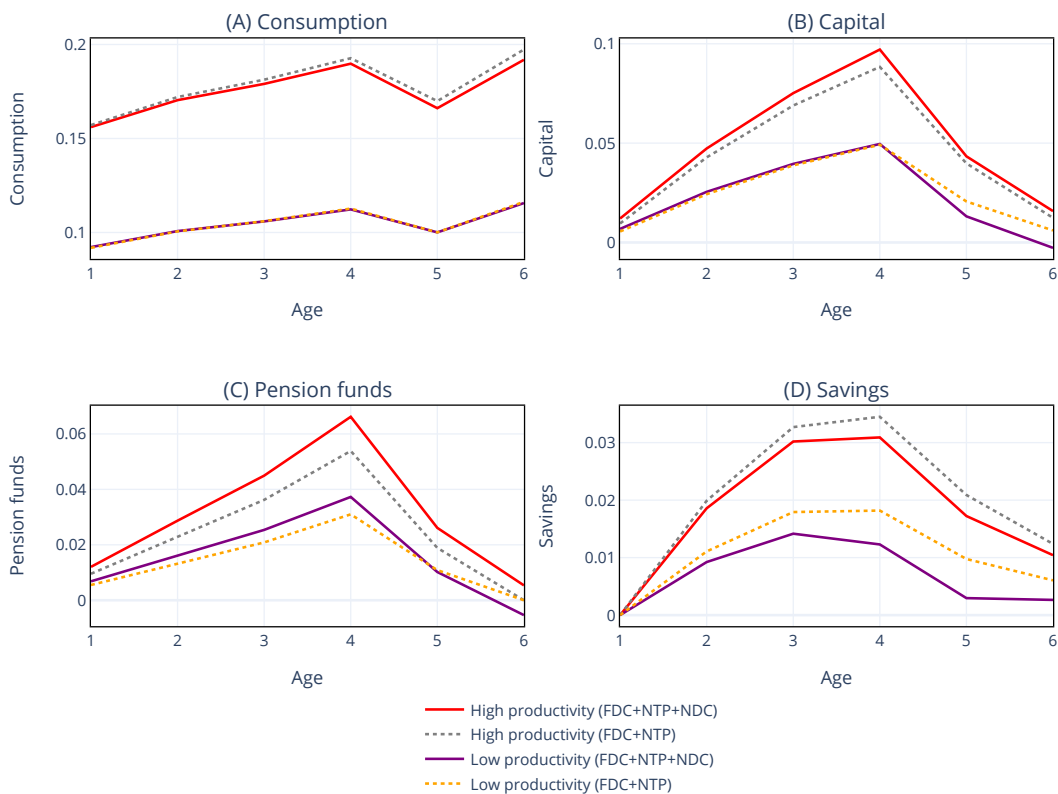 (A) Consumption
(B) Capital
0.2
0.15
0.1
Consumption
1 2 3 4 5 6
Age
0.1
0.05
0
Capital
1 2 3 4 5 6
Age
(C) Pension funds
(D) Savings
0.06
0.04
0.02
0
Pension funds
1 2 3 4 5 6
Age
0.03
0.02
0.01
0
Savings
1 2 3 4 5 6
Age
High productivity (FDC+NTP+NDC)
High productivity (FDC+NTP)
Low productivity (FDC+NTP+NDC)
Low productivity (FDC+NTP)